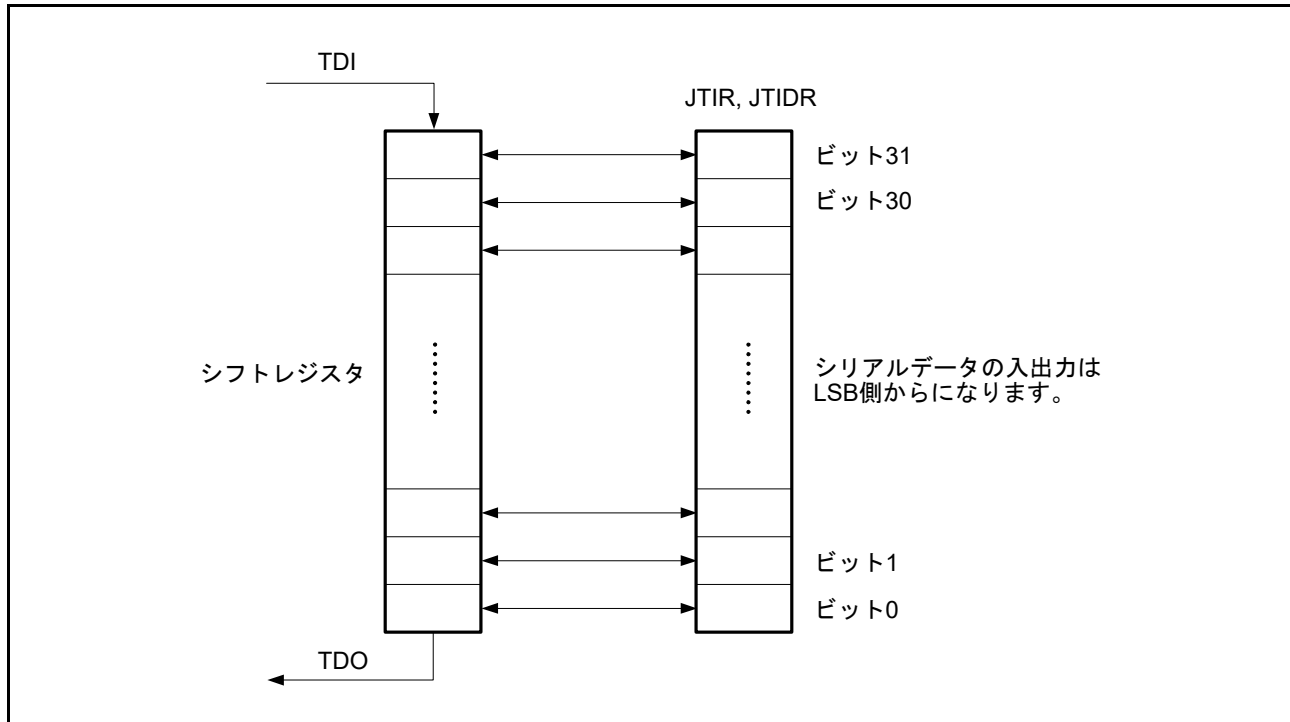 TDI
JTIR, JTIDR
ビット31
ビット30
シフトレジスタ
シリアルデータの入出力は
LSB側からになります。
ビット1
ビット0
TDO